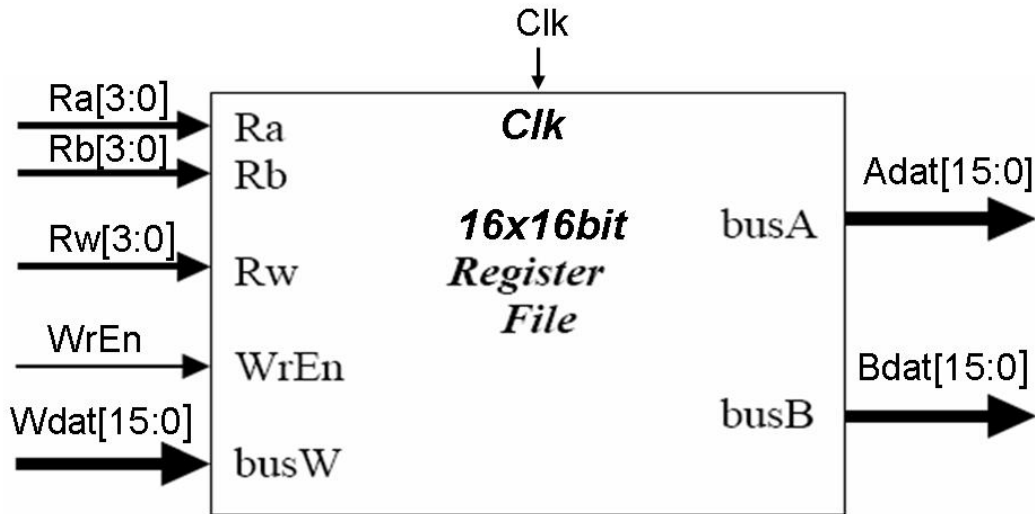 Clk
Ra[3:0]
Ra
Clk
Rb[3:0]
Rb
Adat[15:0]
Rw[3:0]
16x16bit
busA
Rw
Register
File
WrEn
WrEn
Bdat[15:0]
Wdat[15:0]
busB
busW